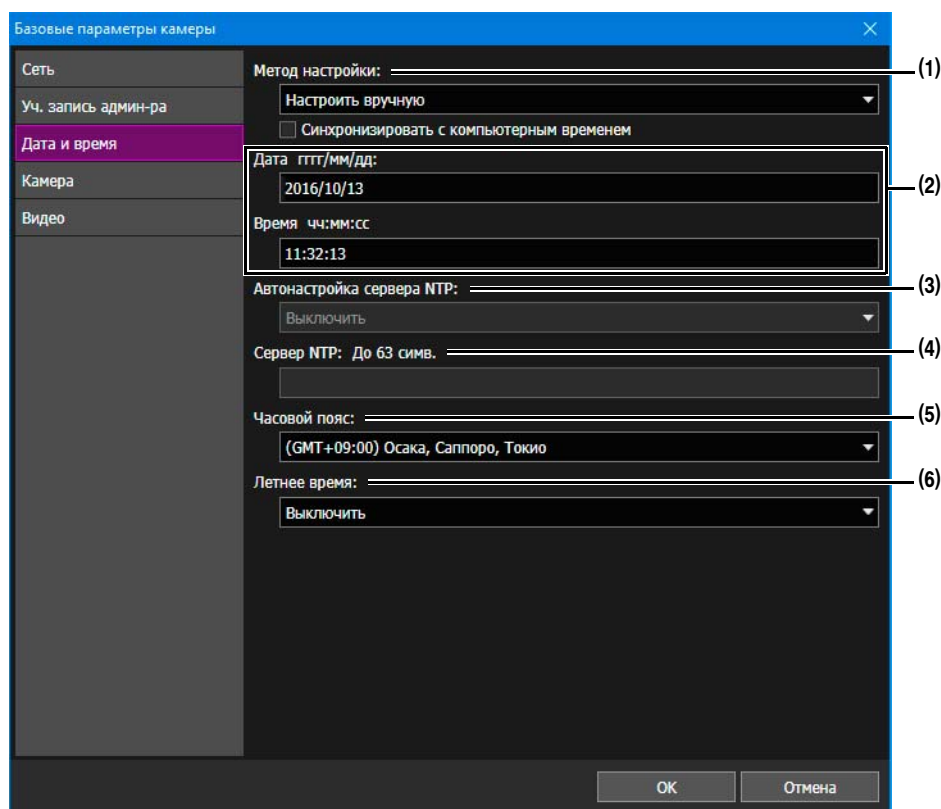 Базовые параметры камеры
Сеть
Уч. запись админ-ра
Дата и время
Камера
Видео
Метод настройки:
(1)
Настроить вручную
Синхронизировать с компьютерным временем
Дата гггг/мм/дд:
(2)
2016/10/13
Время чч:мм:сс
11:32:13
Автонастройка сервера NTP:
(3)
Выключить
Сервер NTP: До 63 симв.
(4)
Часовой пояс:
(5)
(GMT+09:00) Осака, Саппоро, Токио
Летнее время:
(6)
Выключить
OK
Отмена